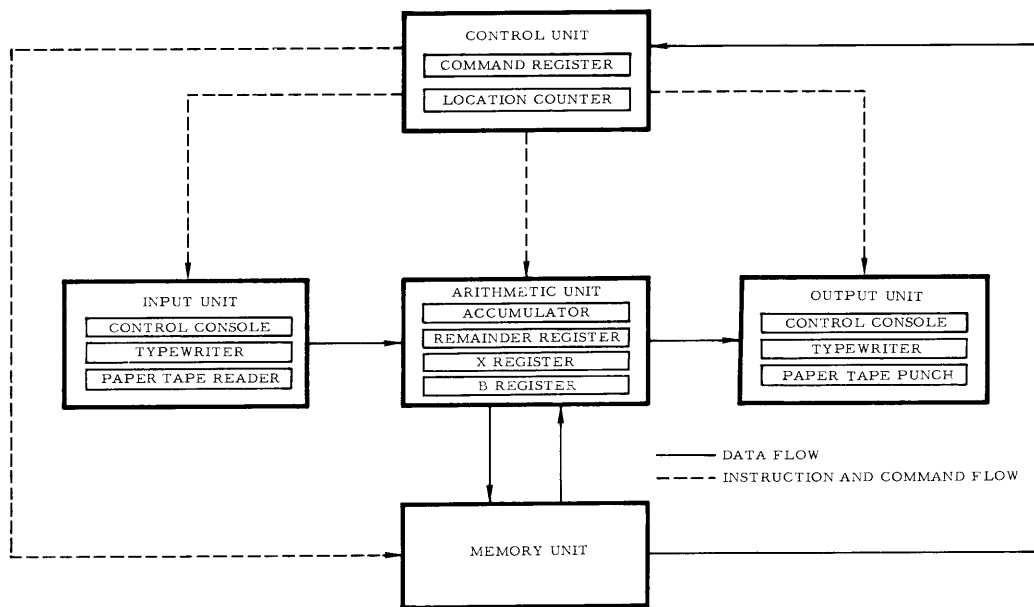 CONTROL UNIT
COMMAND REGISTER
LOCATION COUNTER
INPUT UNIT
CONTROL CONSOLE
TYPEWRITER
PAPER TAPE READER
ARITHMETIC UNIT
ACCUMULATOR
REMAINDER REGISTER
X REGISTER
B REGISTER
OUTPUT UNIT
CONTROL CONSOLE
TYPEWRITER
PAPER TAPE PUNCH
DATA FLOW
INSTRUCTION AND COMMAND FLOW
MEMORY UNIT